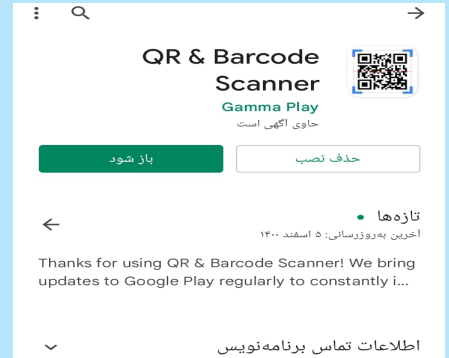 QR & Barcode
Scanner
Gamma Play
حاوی آگهی است
حذف نصب
باز شود
تازه‌ها
آخرین به‌روزرسانی: ۵ اسفند ۱۴۰۰
Thanks for using QR & Barcode Scanner! We bring
updates to Google Play regularly to constantly i...
اطلاعات تماس برنامه‌نویس